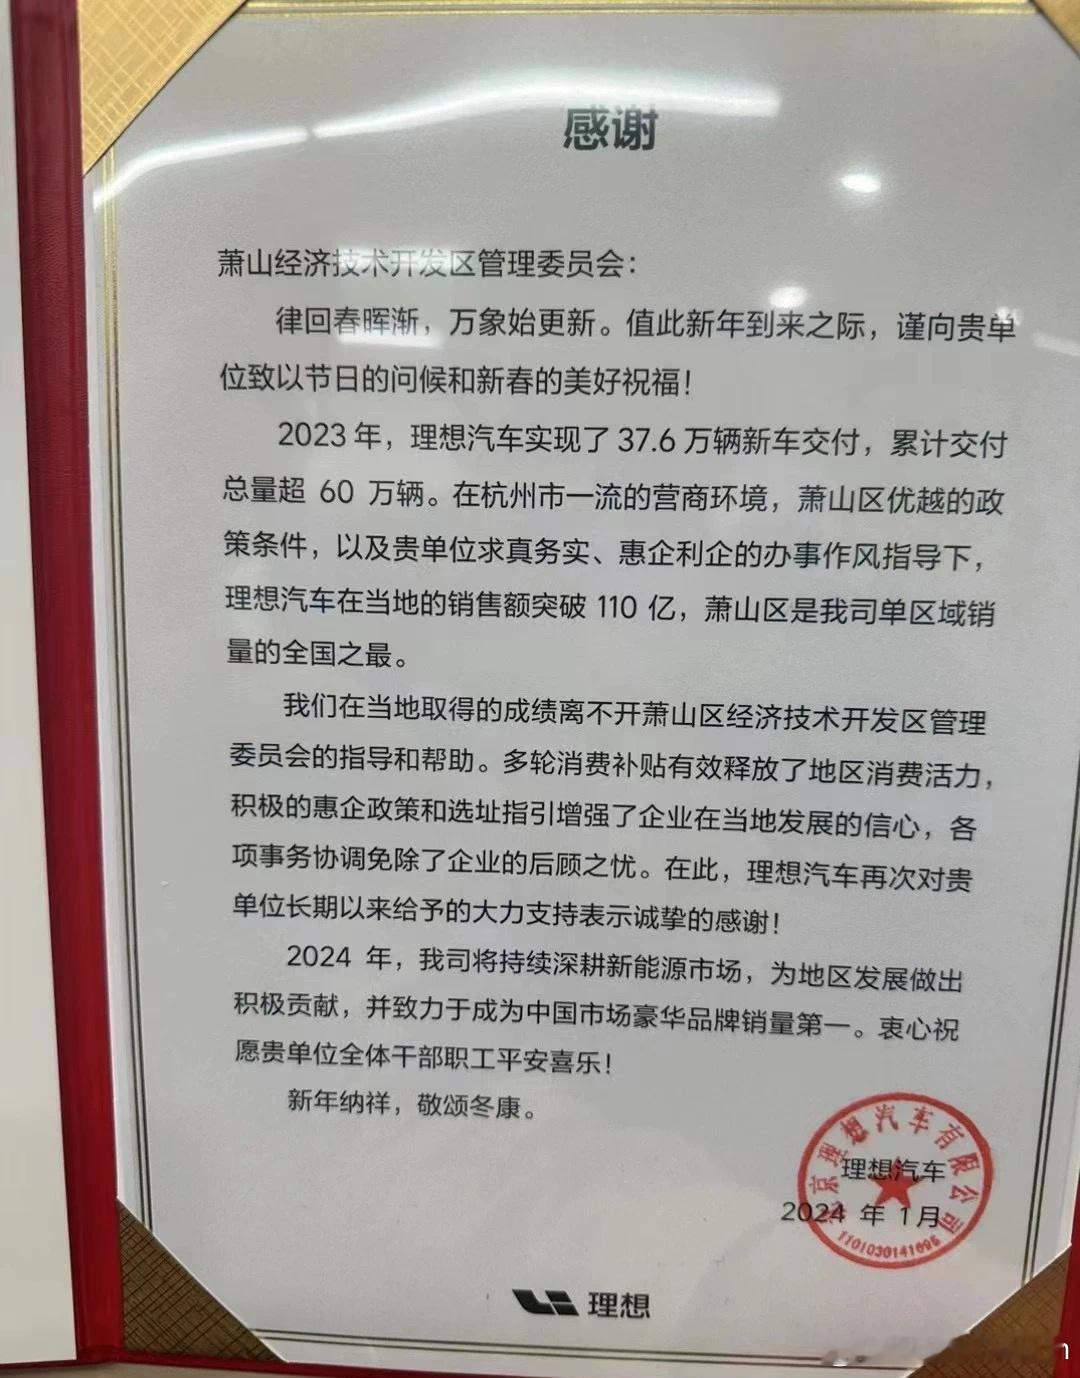 感谢
萧山经济技术开发区管理委员会：
律回春晖渐，万象始更新。值此新年到来之际，谨向贵单
位致以节日的问候和新春的美好祝福！
2023 年，理想汽车实现了 37.6 万辆新车交付，累计交付
总量超 60 万辆。在杭州市一流的营商环境，萧山区优越的政
策条件，以及贵单位求真务实、惠企利企的办事作风指导下，
理想汽车在当地的销售额突破 110 亿，萧山区是我司单区域销
量的全国之最。
我们在当地取得的成绩离不开萧山区经济技术开发区管理
委员会的指导和帮助。多轮消费补贴有效释放了地区消费活力，
积极的惠企政策和选址指引增强了企业在当地发展的信心，各
项事务协调免除了企业的后顾之忧。在此，理想汽车再次对贵
单位长期以来给予的大力支持表示诚挚的感谢！
2024 年，我司将持续深耕新能源市场，为地区发展做出
积极贡献，并致力于成为中国市场豪华品牌销量第一。衷心祝
愿贵单位全体干部职工平安喜乐！
新年纳祥，敬颂冬康。
京理想汽车有限公司
理想汽车
2024 年 1月
理想